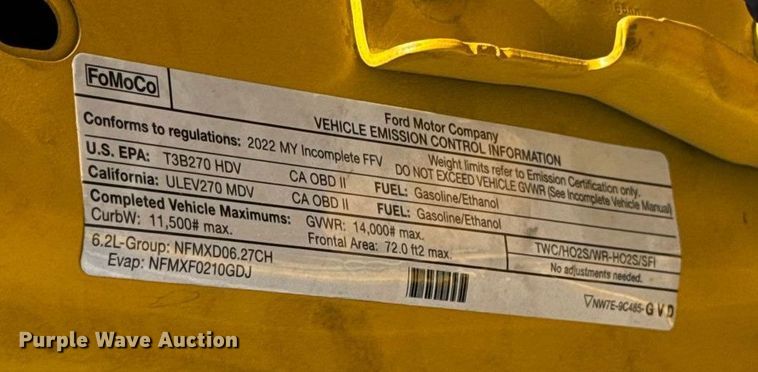 FoMoCo
Ford Motor Company
VEHICLE EMISSION CONTROL INFORMATION
Conforms to regulations: 2022 MY Incomplete FFV
Weight limits refer to Emission Certification only.
DO NOT EXCEED VEHICLE GVWR (See Incomplete Vehicle Manual)
U.S. EPA: T3B270 HDV CA OBD II FUEL: Gasoline/Ethanol
California: ULEV270 MDV CA OBD II FUEL: Gasoline/Ethanol
Completed Vehicle Maximums: GVWR: 14,000# max.
CurbW: 11,500# max. Frontal Area: 72.0 ft2 max.
6.2L-Group: NFMXD06.27CH
Evap: NFMXF0210GDJ
TWC/HO2S/WR-HO2S/SFI
No adjustments needed.
NW7E-9C485-GVD
Purple Wave Auction